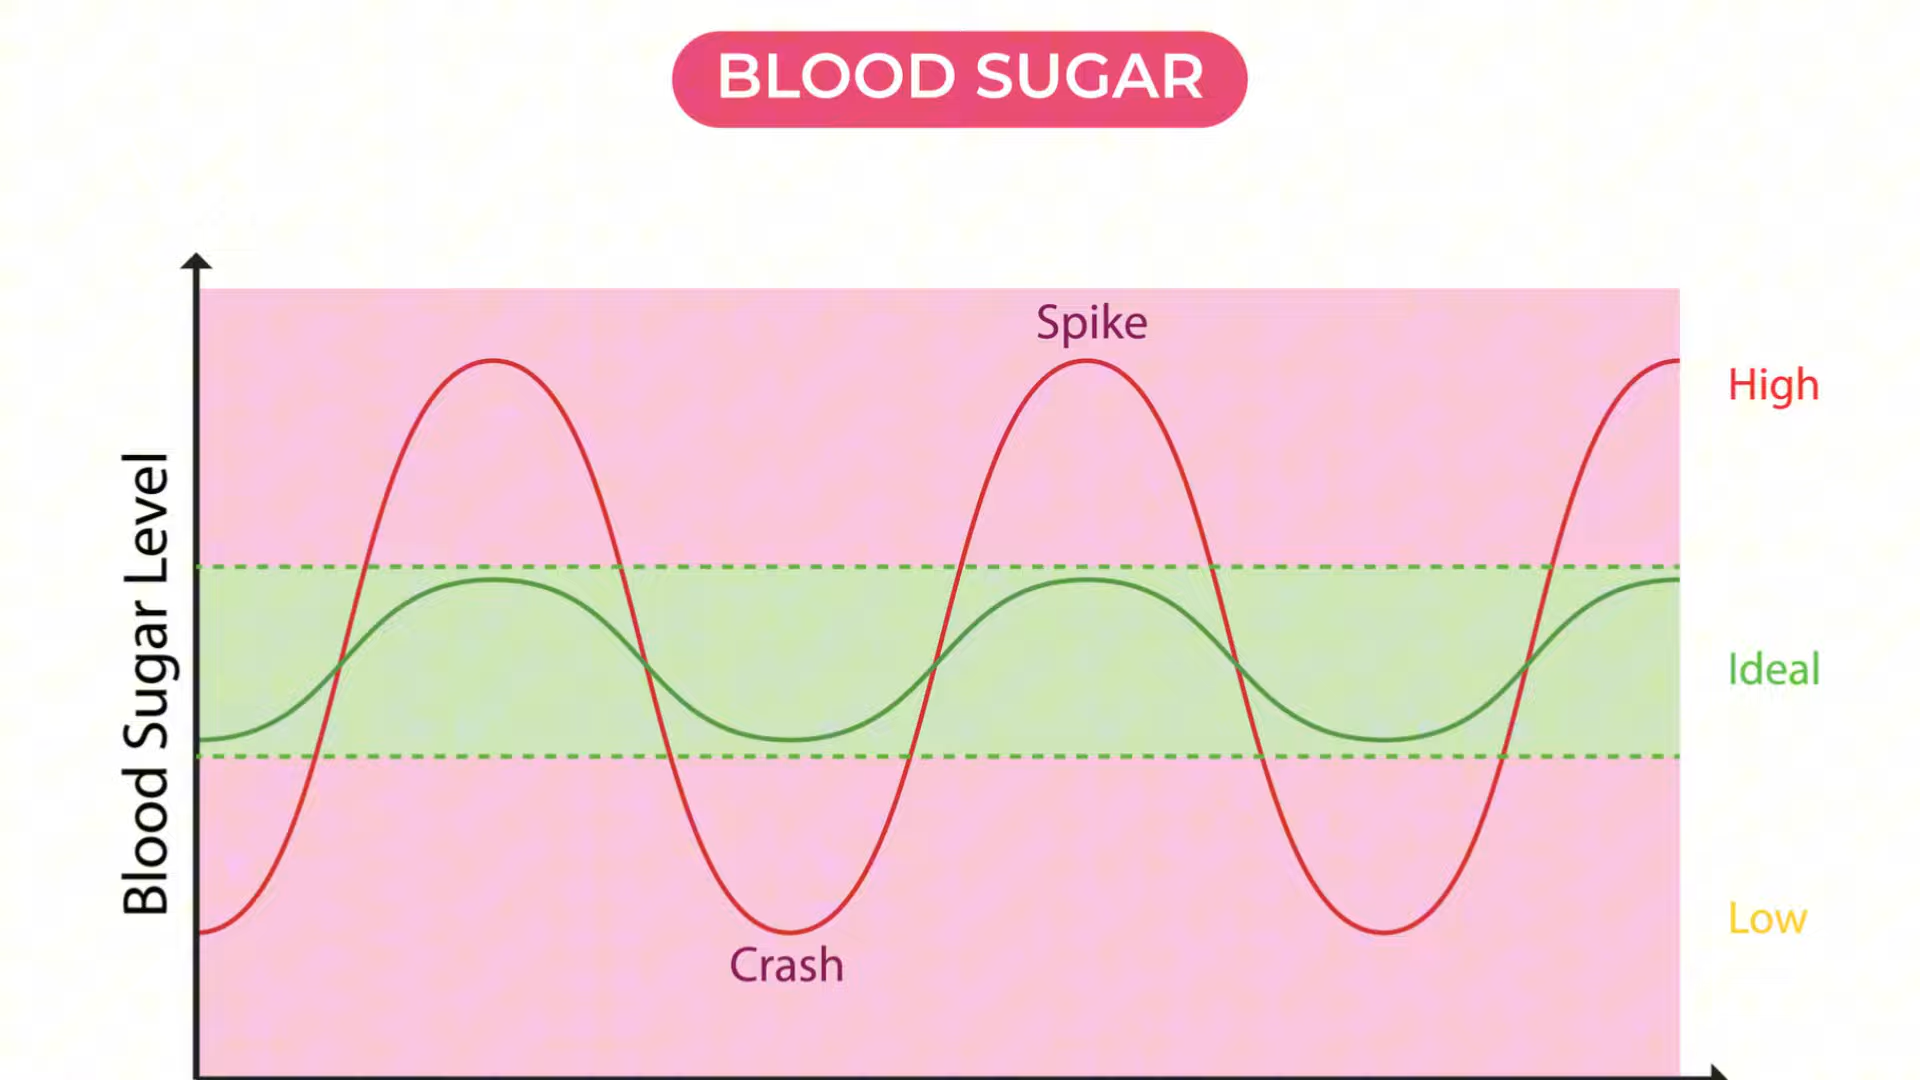 BLOOD SUGAR
Spike
High
Blood Sugar Level
Ideal
Low
Crash